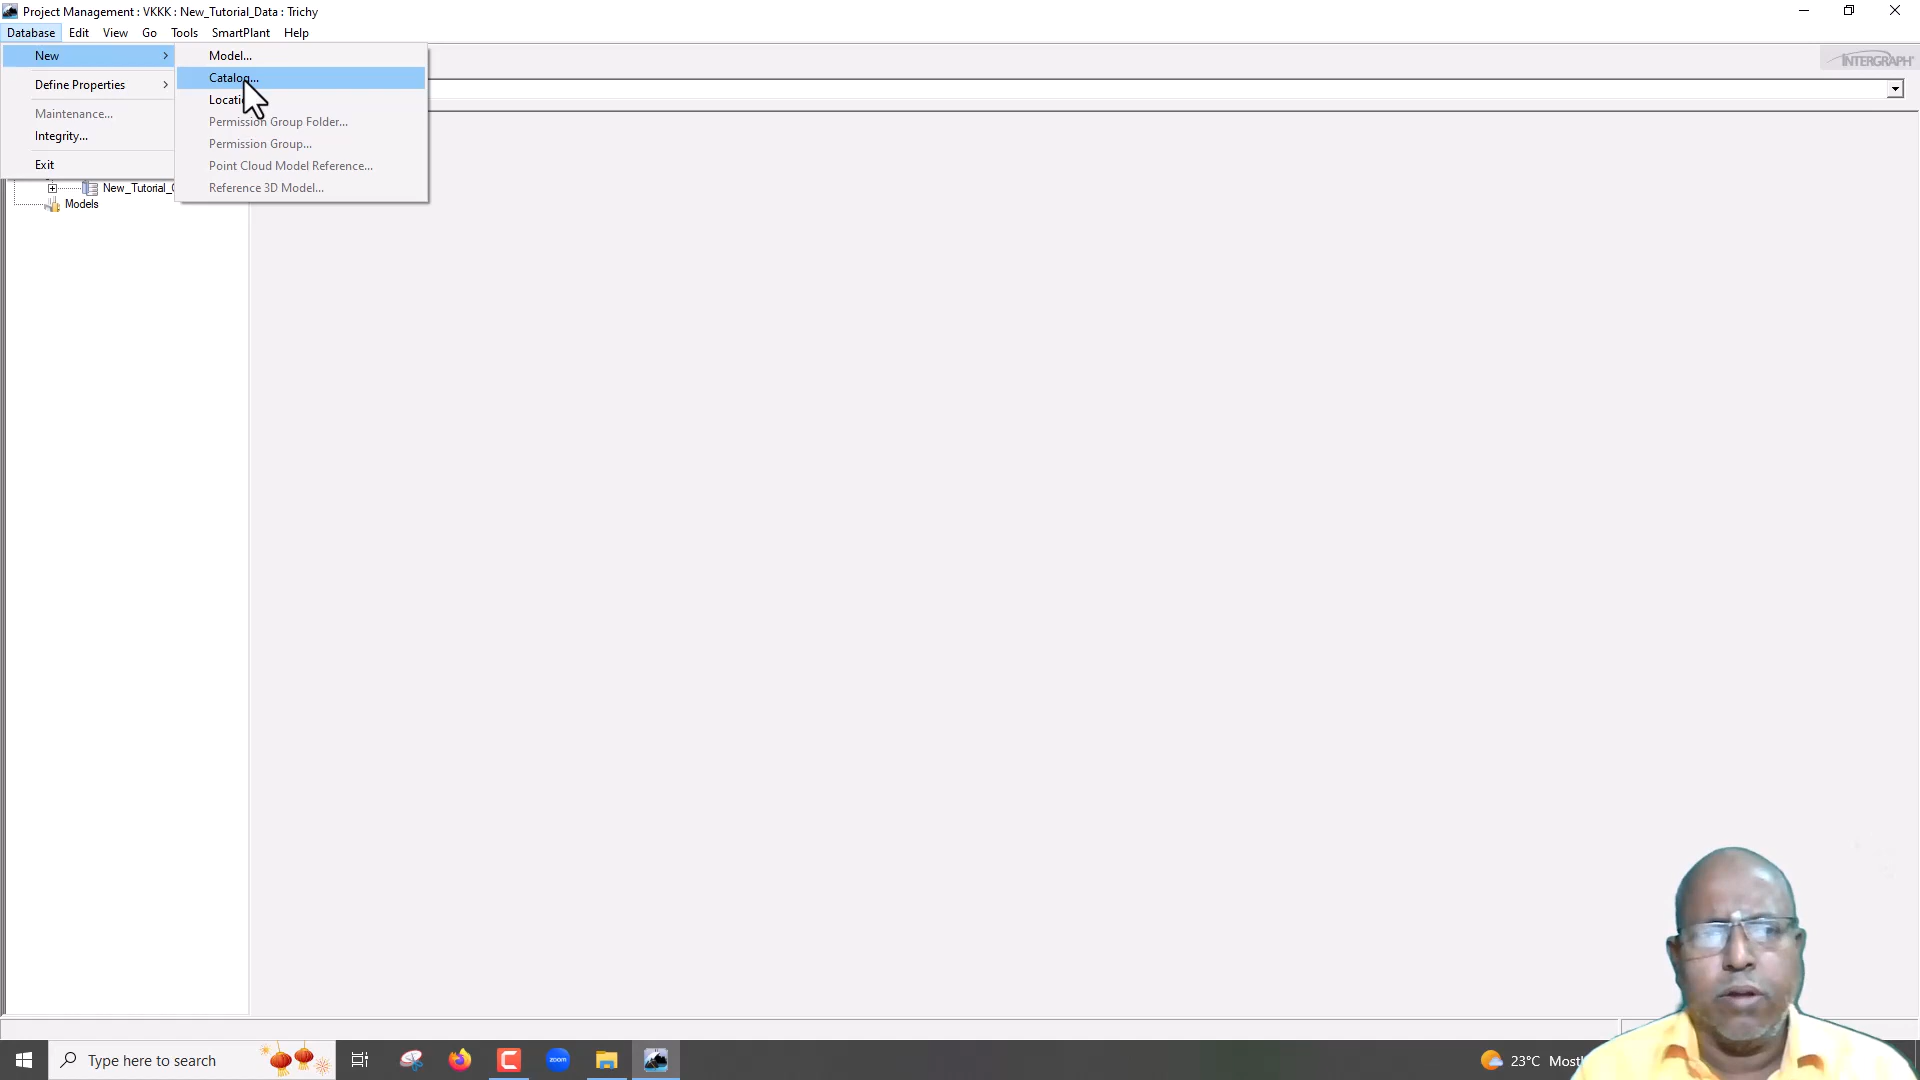 Project Management : VKKK : New_Tutorial_Data : Trichy
Database Edit View Go Tools SmartPlant Help
New
Define Properties
Maintenance...
Integrity...
Exit
Model...
Catalog...
Permission Group Folder...
Permission Group...
Point Cloud Model Reference...
Reference 3D Model...
INTERGRAPH
Models
Type here to search
zoom
23°C